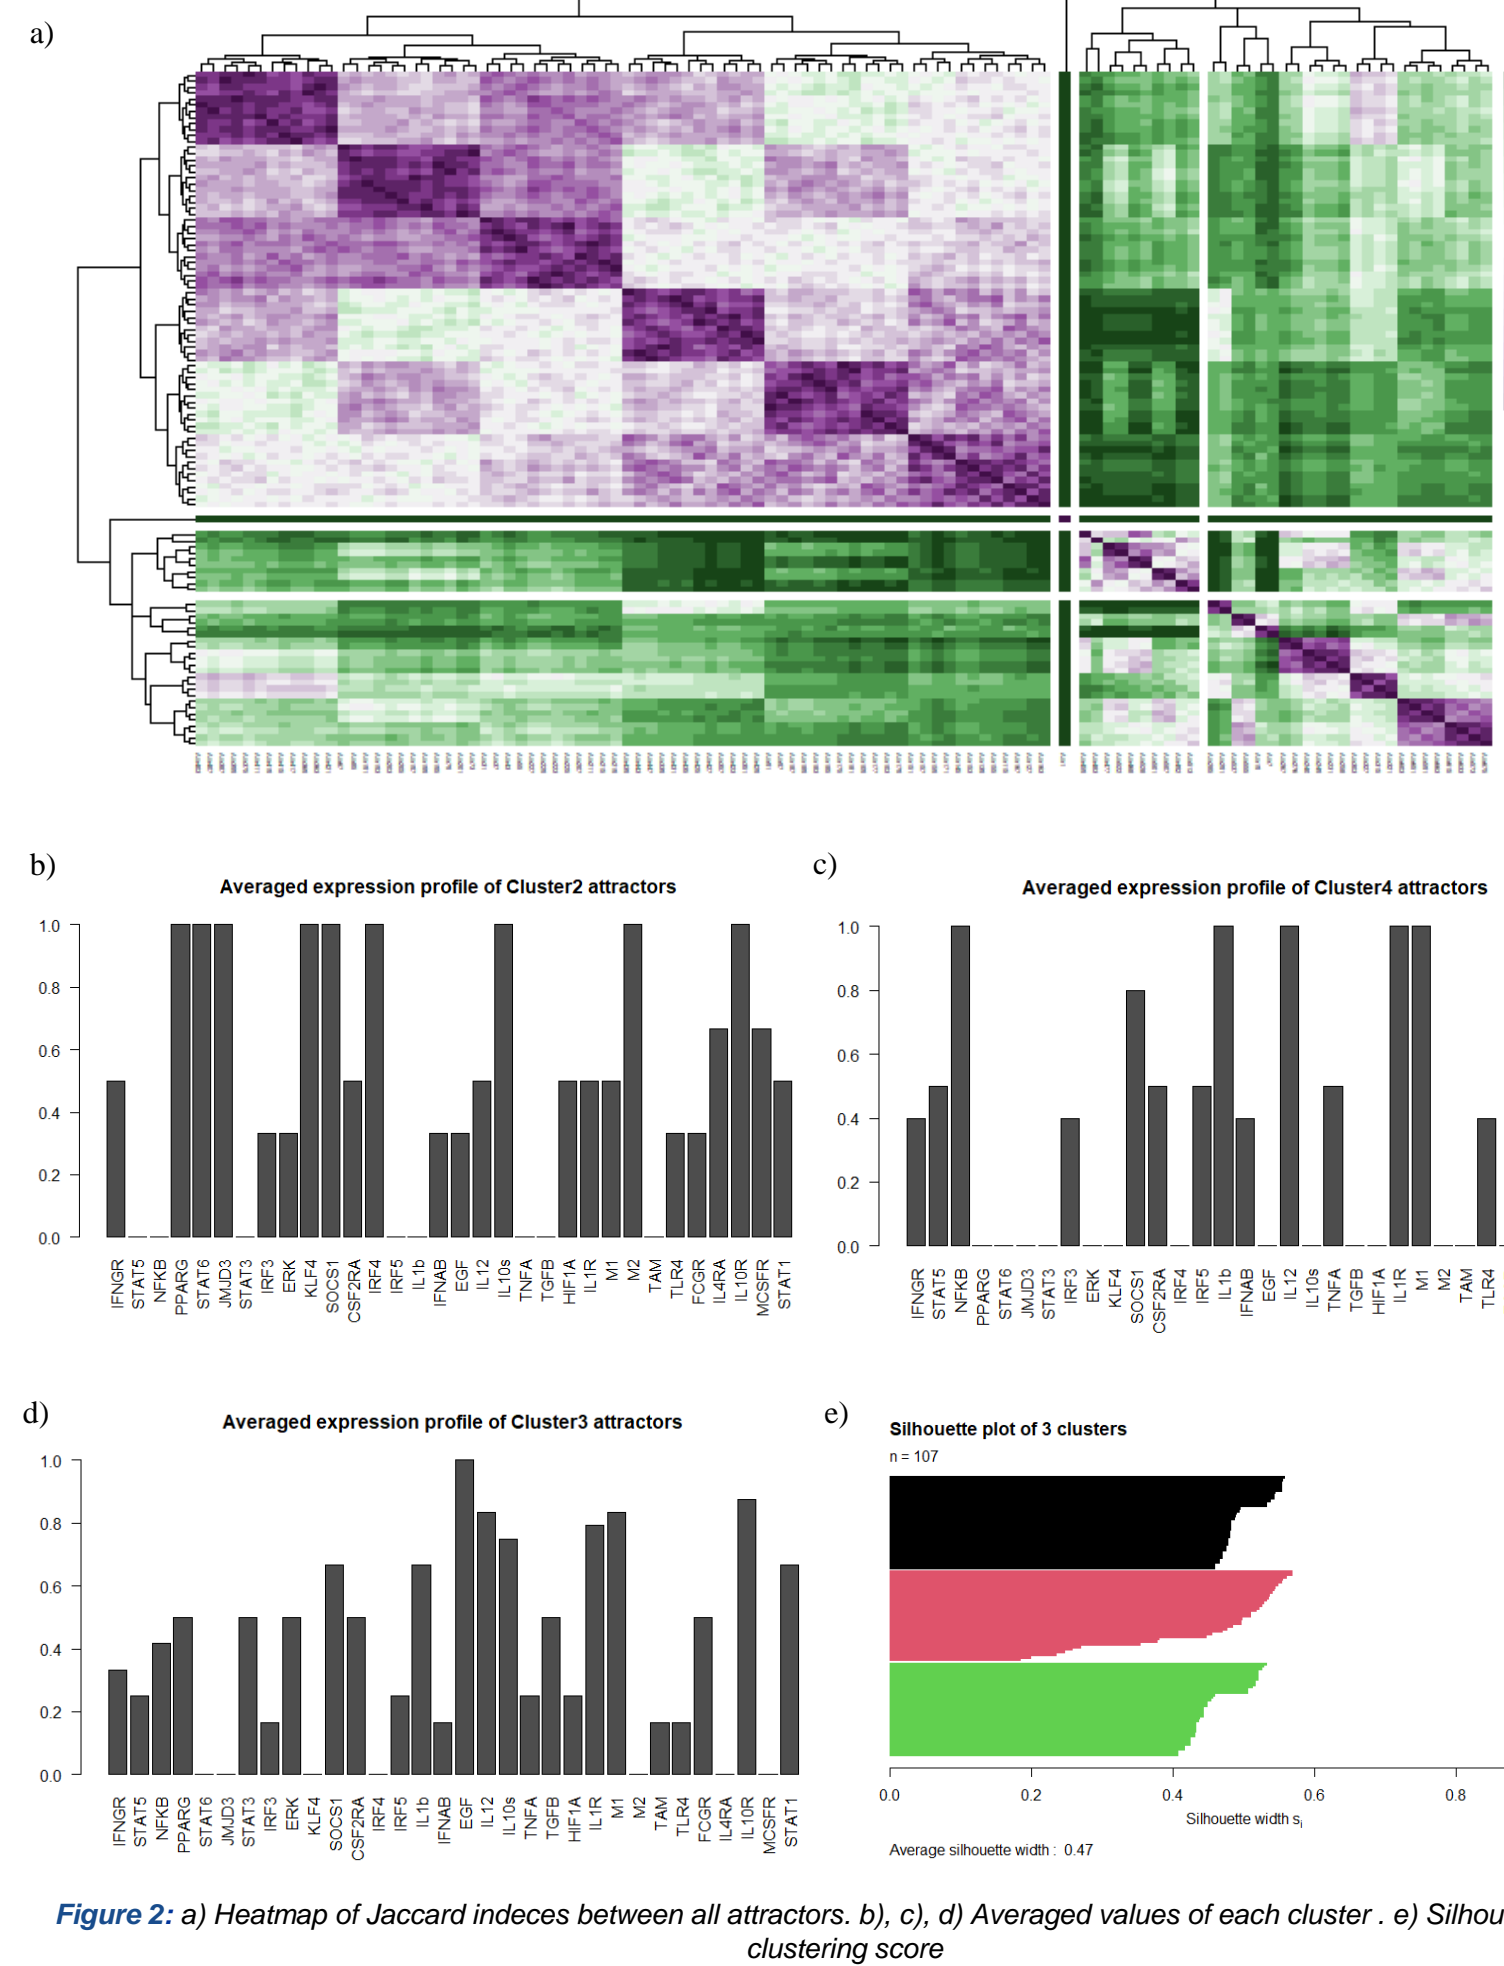 a)
b)
Averaged expression profile of Cluster2 attractors
1.0
0.8
0.6
0.4
0.2
0.0
IFNGR
STAT5
NFKB
PPARG
STAT6
JMJD3
STAT3
IRF3
ERK
KLF4
SOCS1
CSF2RA
IRF4
IRF5
IL1b
IFNAB
EGF
IL12
IL10s
TNFA
TGFB
HIF1A
IL1R
M1
M2
TAM
TLR4
FCGR
IL4RA
IL10R
MCSFR
STAT1
c)
Averaged expression profile of Cluster4 attractors
1.0
0.8
0.6
0.4
0.2
0.0
IFNGR
STAT5
NFKB
PPARG
STAT6
JMJD3
STAT3
IRF3
ERK
KLF4
SOCS1
CSF2RA
IRF4
IRF5
IL1b
IFNAB
EGF
IL12
IL10s
TNFA
TGFB
HIF1A
IL1R
M1
M2
TAM
TLR4
d)
Averaged expression profile of Cluster3 attractors
1.0
0.8
0.6
0.4
0.2
0.0
IFNGR
STAT5
NFKB
PPARG
STAT6
JMJD3
STAT3
IRF3
ERK
KLF4
SOCS1
CSF2RA
IRF4
IRF5
IL1b
IFNAB
EGF
IL12
IL10s
TNFA
TGFB
HIF1A
IL1R
M1
M2
TAM
TLR4
FCGR
IL4RA
IL10R
MCSFR
STAT1
e)
Silhouette plot of 3 clusters
n = 107
0.0
0.2
0.4
0.6
0.8
Silhouette width si
Average silhouette width : 0.47
Figure 2: a) Heatmap of Jaccard indeces between all attractors. b), c), d) Averaged values of each cluster . e) Silhou
clustering score